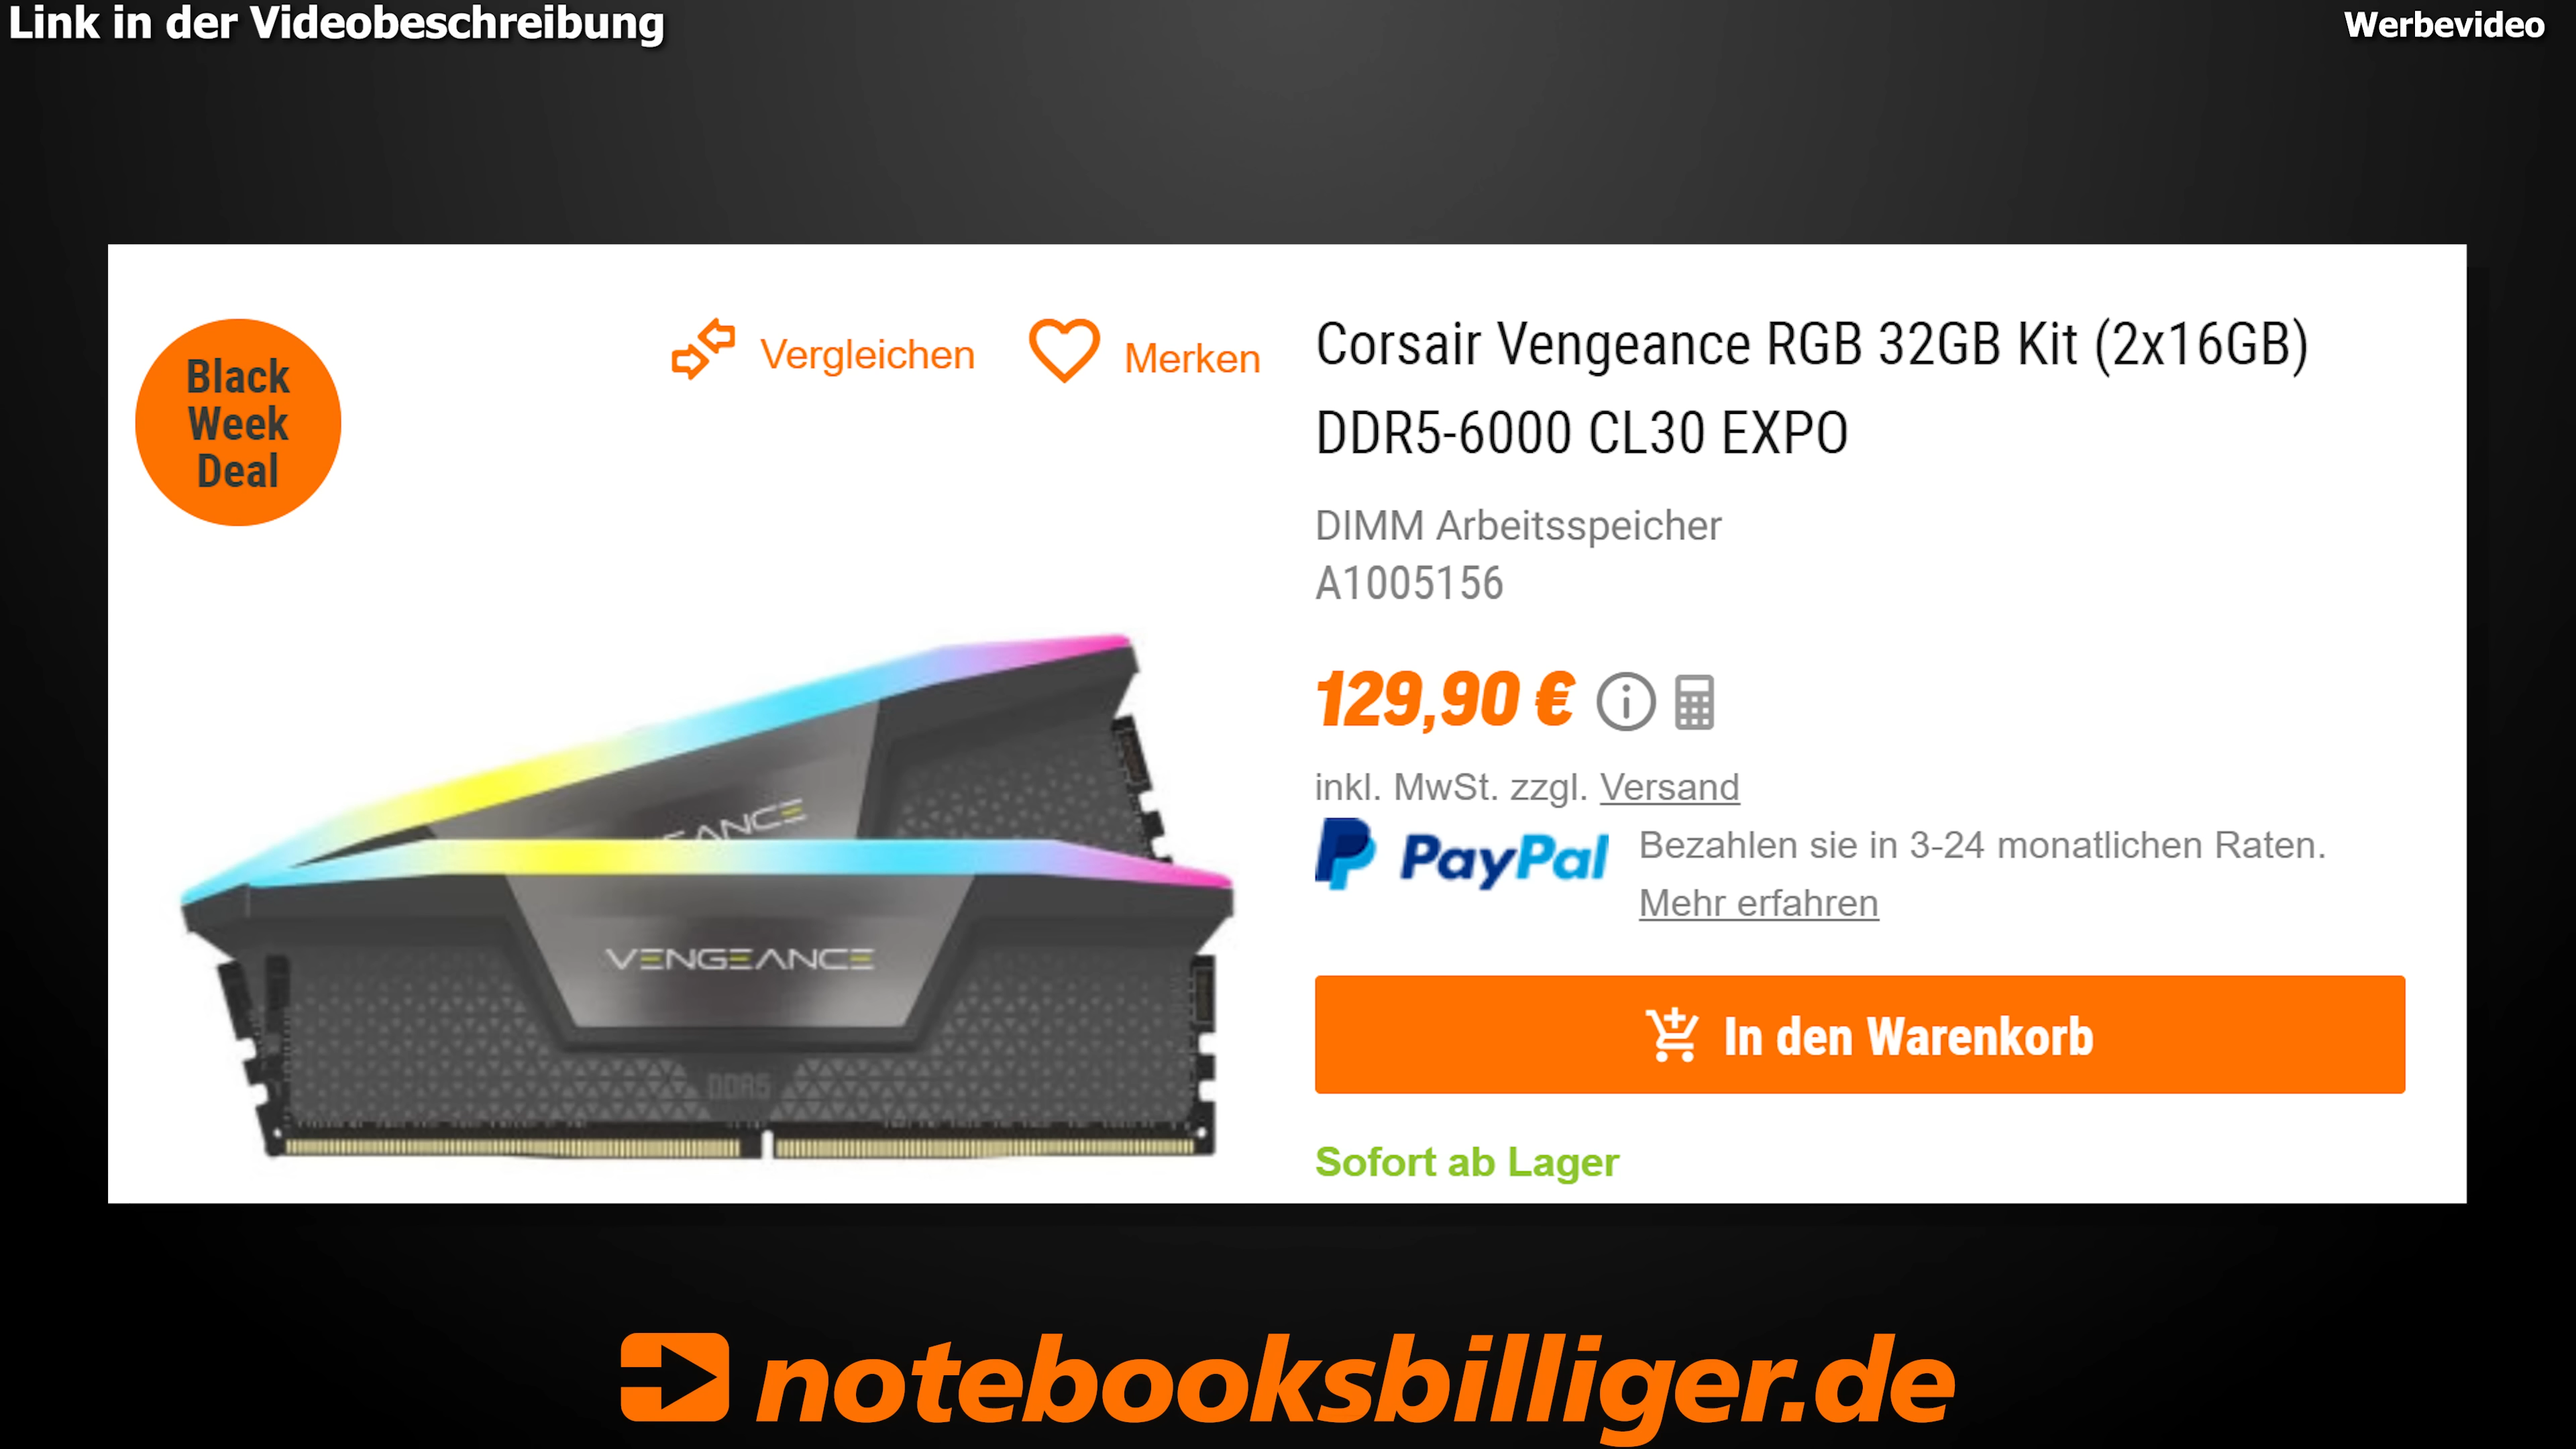 Link in der Videobeschreibung
Werbevideo
Black
Week
Deal
Vergleichen
Merken
Corsair Vengeance RGB 32GB Kit (2x16GB)
DDR5-6000 CL30 EXPO
DIMM Arbeitsspeicher
A1005156
129,90 €
inkl. MwSt. zzgl. Versand
PayPal
Bezahlen sie in 3-24 monatlichen Raten.
Mehr erfahren
VENGEANCE
DDR5
In den Warenkorb
Sofort ab Lager
notebooksbilliger.de